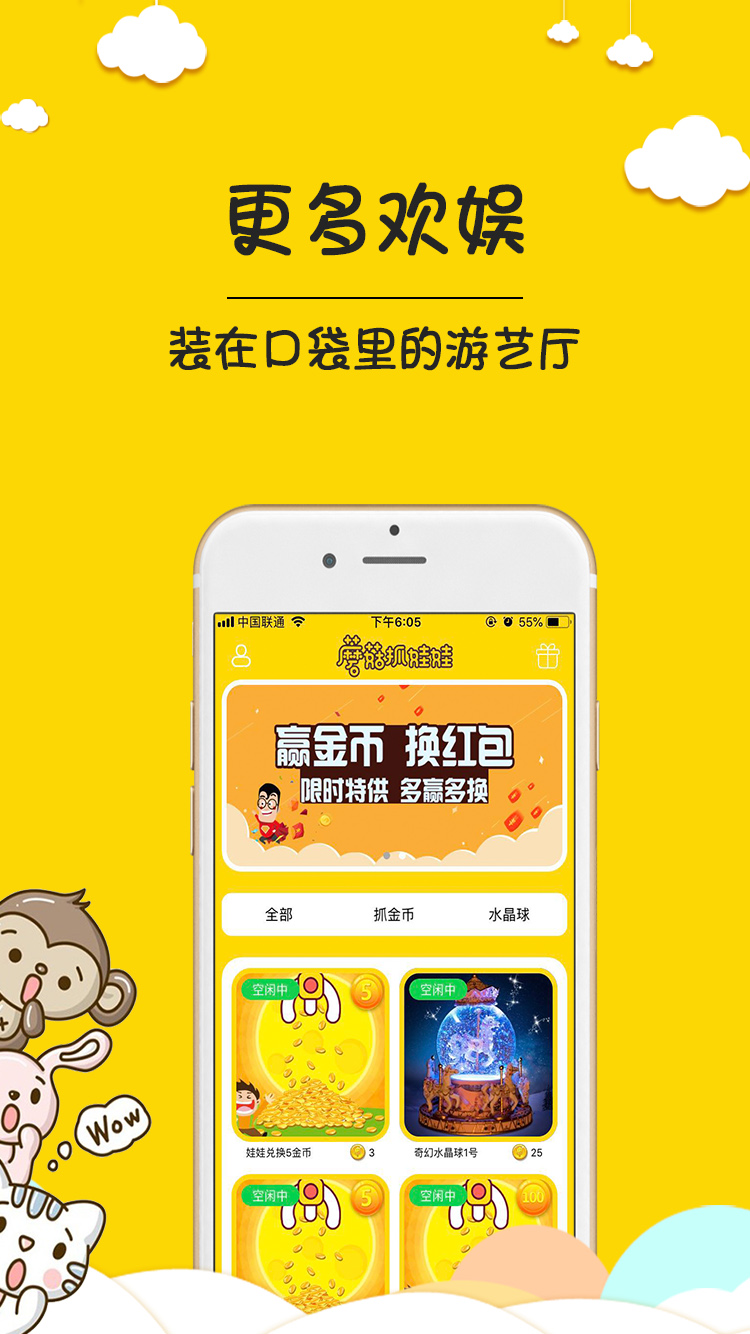 更多欢娱
装在口袋里的游艺厅
中国联通 下午6:05 55%
蘑菇抓娃娃
赢金币 换红包
限时特供 多赢多换
全部 抓金币 水晶球
空闲中 5 空闲中
娃娃兑换5金币 3 奇幻水晶球1号 25
空闲中 5 空闲中 100
Wow